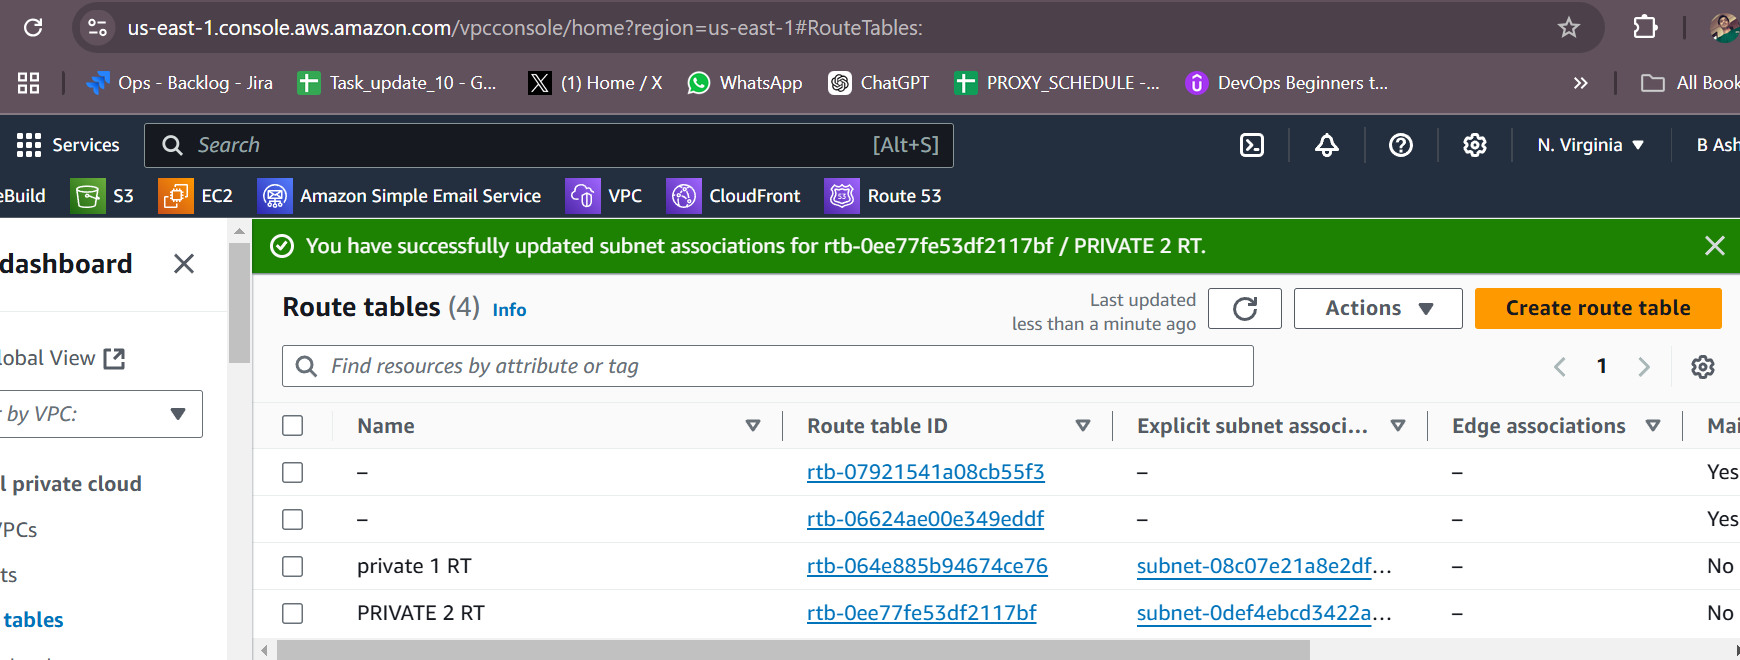 us-east-1.console.aws.amazon.com/vpcconsole/home?region=us-east-1#RouteTables:
Ops - Backlog - Jira
Task_update_10 - G...
(1) Home / X
WhatsApp
ChatGPT
PROXY_SCHEDULE -...
DevOps Beginners t...
»
All Book
Services
Search
[Alt+S]
N. Virginia
B Ash
eBuild
S3
EC2
Amazon Simple Email Service
VPC
CloudFront
Route 53
dashboard
You have successfully updated subnet associations for rtb-0ee77fe53df2117bf / PRIVATE 2 RT.
Route tables (4) Info
Last updated
less than a minute ago
Actions
Create route table
lobal View
Find resources by attribute or tag
1
by VPC:
Name
Route table ID
Explicit subnet associ...
Edge associations
Mai
– rtb-07921541a08cb55f3 – – Yes
l private cloud
– rtb-06624ae00e349eddf – – Yes
VPCs
private 1 RT rtb-064e885b94674ce76 subnet-08c07e21a8e2df... – No
ts
PRIVATE 2 RT rtb-0ee77fe53df2117bf subnet-0def4ebcd3422a... – No
tables